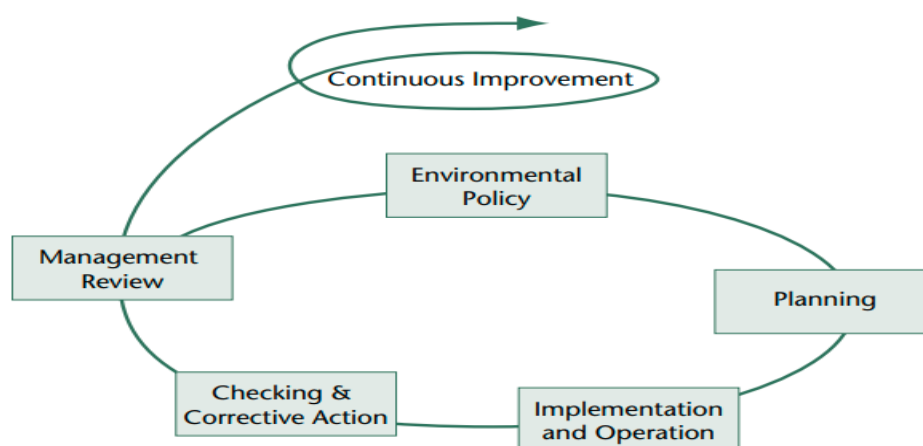 Continuous Improvement
Environmental
Policy
Management
Review
Planning
Checking &
Corrective Action
Implementation
and Operation